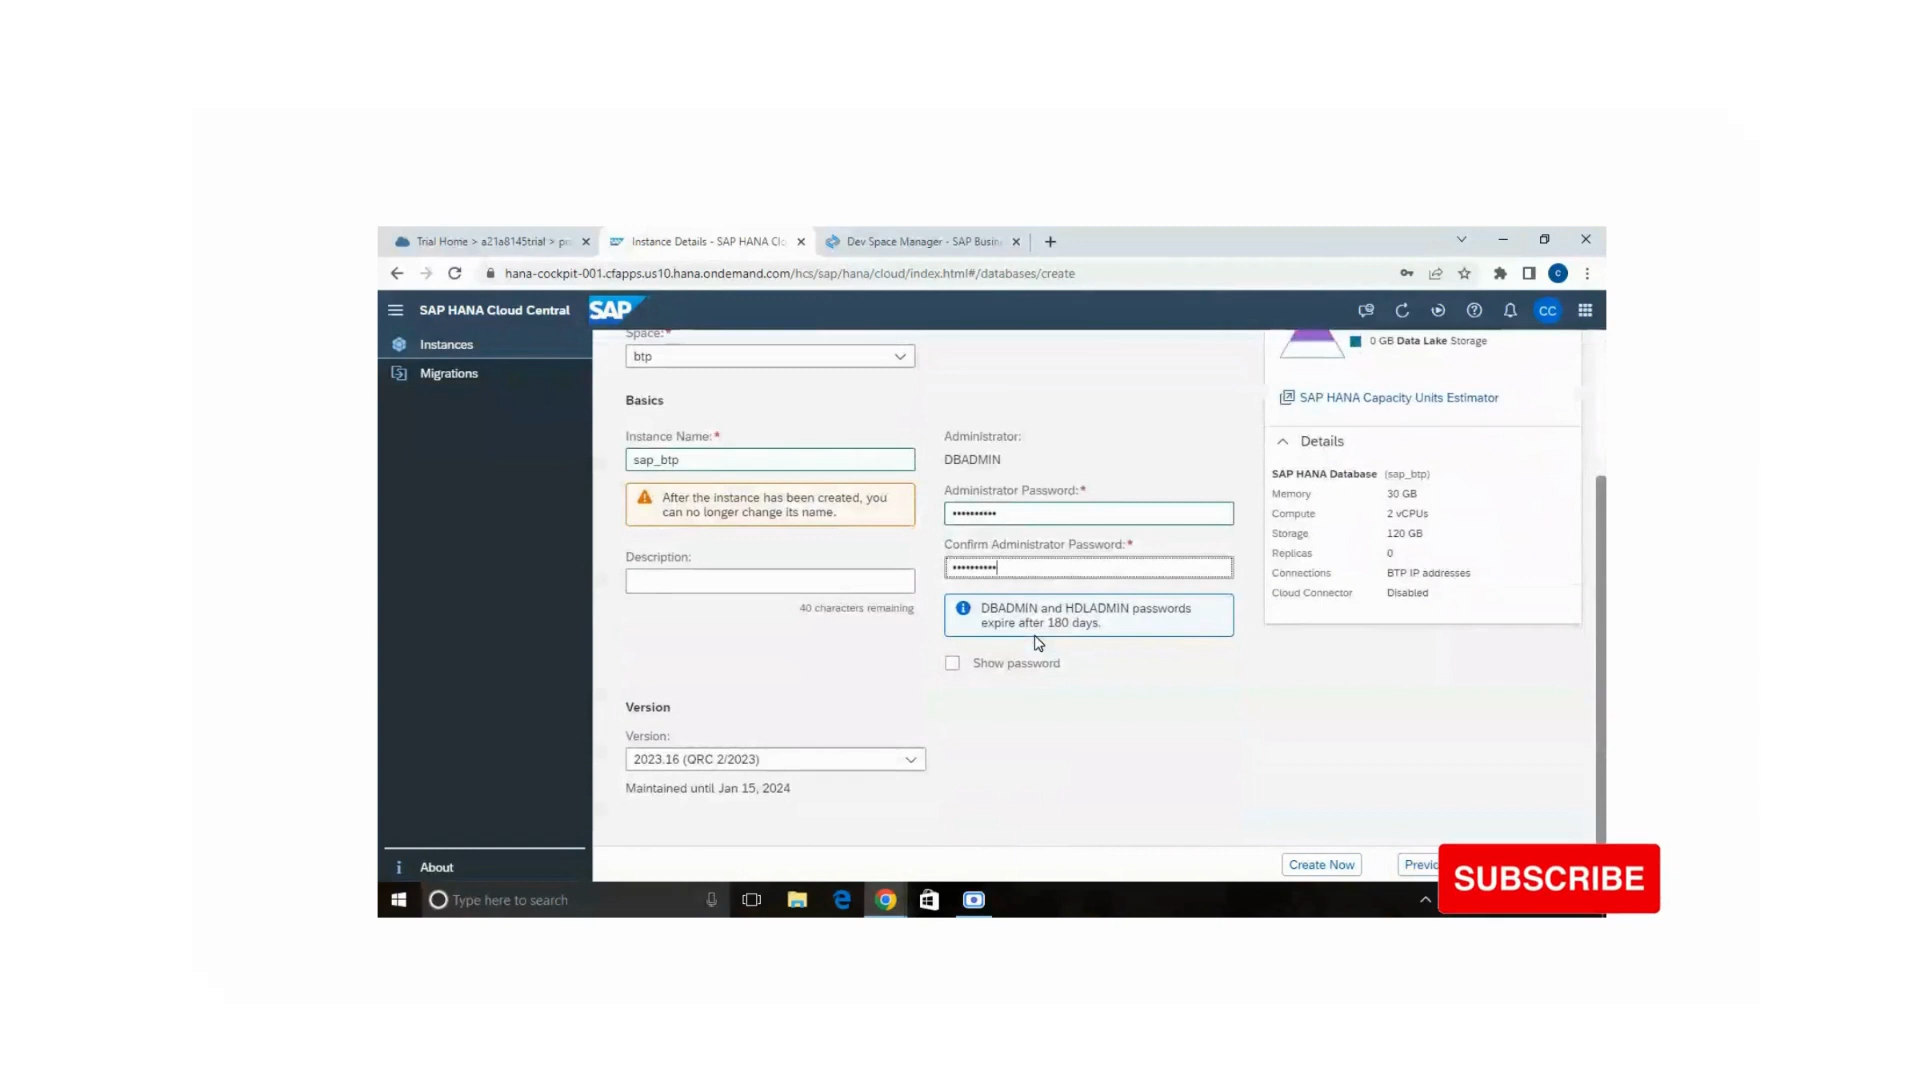 Trial Home > a21a8145trial > pr
Instance Details - SAP HANA Clo
Dev Space Manager - SAP Busin
hana-cockpit-001.cfapps.us10.hana.ondemand.com/hcs/sap/hana/cloud/index.html#/databases/create
C
SAP HANA Cloud Central
SAP
CC
Instances
Migrations
About
Space:*
btp
Basics
Instance Name:*
sap_btp
After the instance has been created, you
can no longer change its name.
Description:
40 characters remaining
Administrator:
DBADMIN
Administrator Password:*
Confirm Administrator Password:*
DBADMIN and HDLADMIN passwords
expire after 180 days.
Show password
Version
Version:
2023.16 (QRC 2/2023)
Maintained until Jan 15, 2024
0 GB Data Lake Storage
SAP HANA Capacity Units Estimator
Details
SAP HANA Database (sap_btp)
Memory 30 GB
Compute 2 vCPUs
Storage 120 GB
Replicas 0
Connections BTP IP addresses
Cloud Connector Disabled
Create Now
Previo
SUBSCRIBE
Type here to search